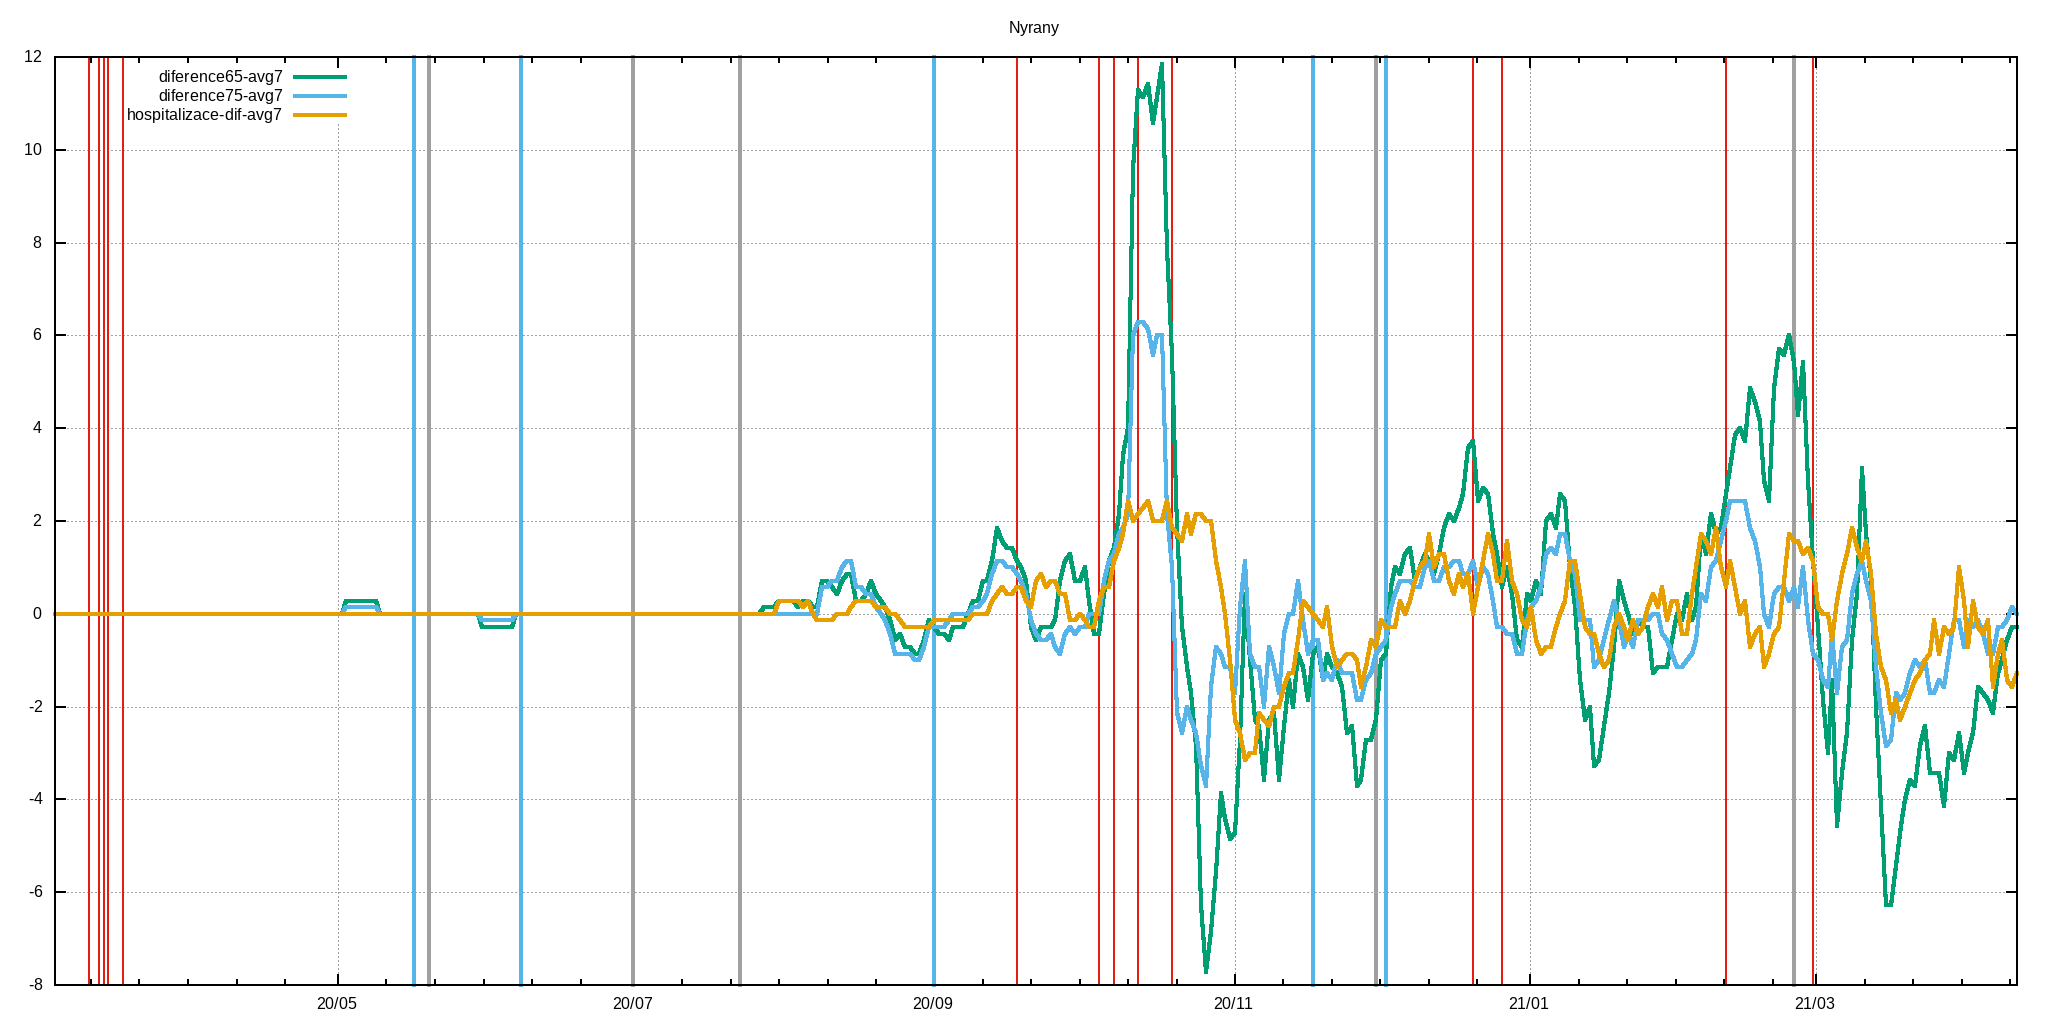 Nyrany
12
diference65-avg7
diference75-avg7
hospitalizace-dif-avg7
10
8
6
4
2
0
-2
-4
-6
-8
20/05 20/07 20/09 20/11 21/01 21/03